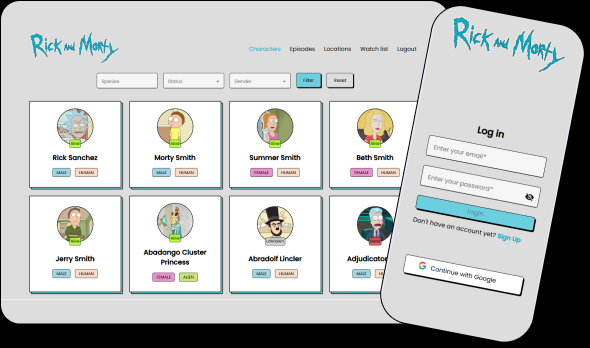 Rick and Morty
Characters Episodes Locations Watch list Logout
Species Status Gender Filter Reset
Alive Alive Alive Alive
Rick Sanchez Morty Smith Summer Smith Beth Smith
MALE HUMAN MALE HUMAN FEMALE HUMAN FEMALE HUMAN
Alive Alive unknown Dead
Jerry Smith Abadango Cluster Princess Abradolf Lincler Adjudicator
MALE HUMAN FEMALE ALIEN MALE HUMAN MALE
Rick and Morty
Log in
Enter your email*
Enter your password*
Login
Don't have an account yet? Sign Up
Continue with Google